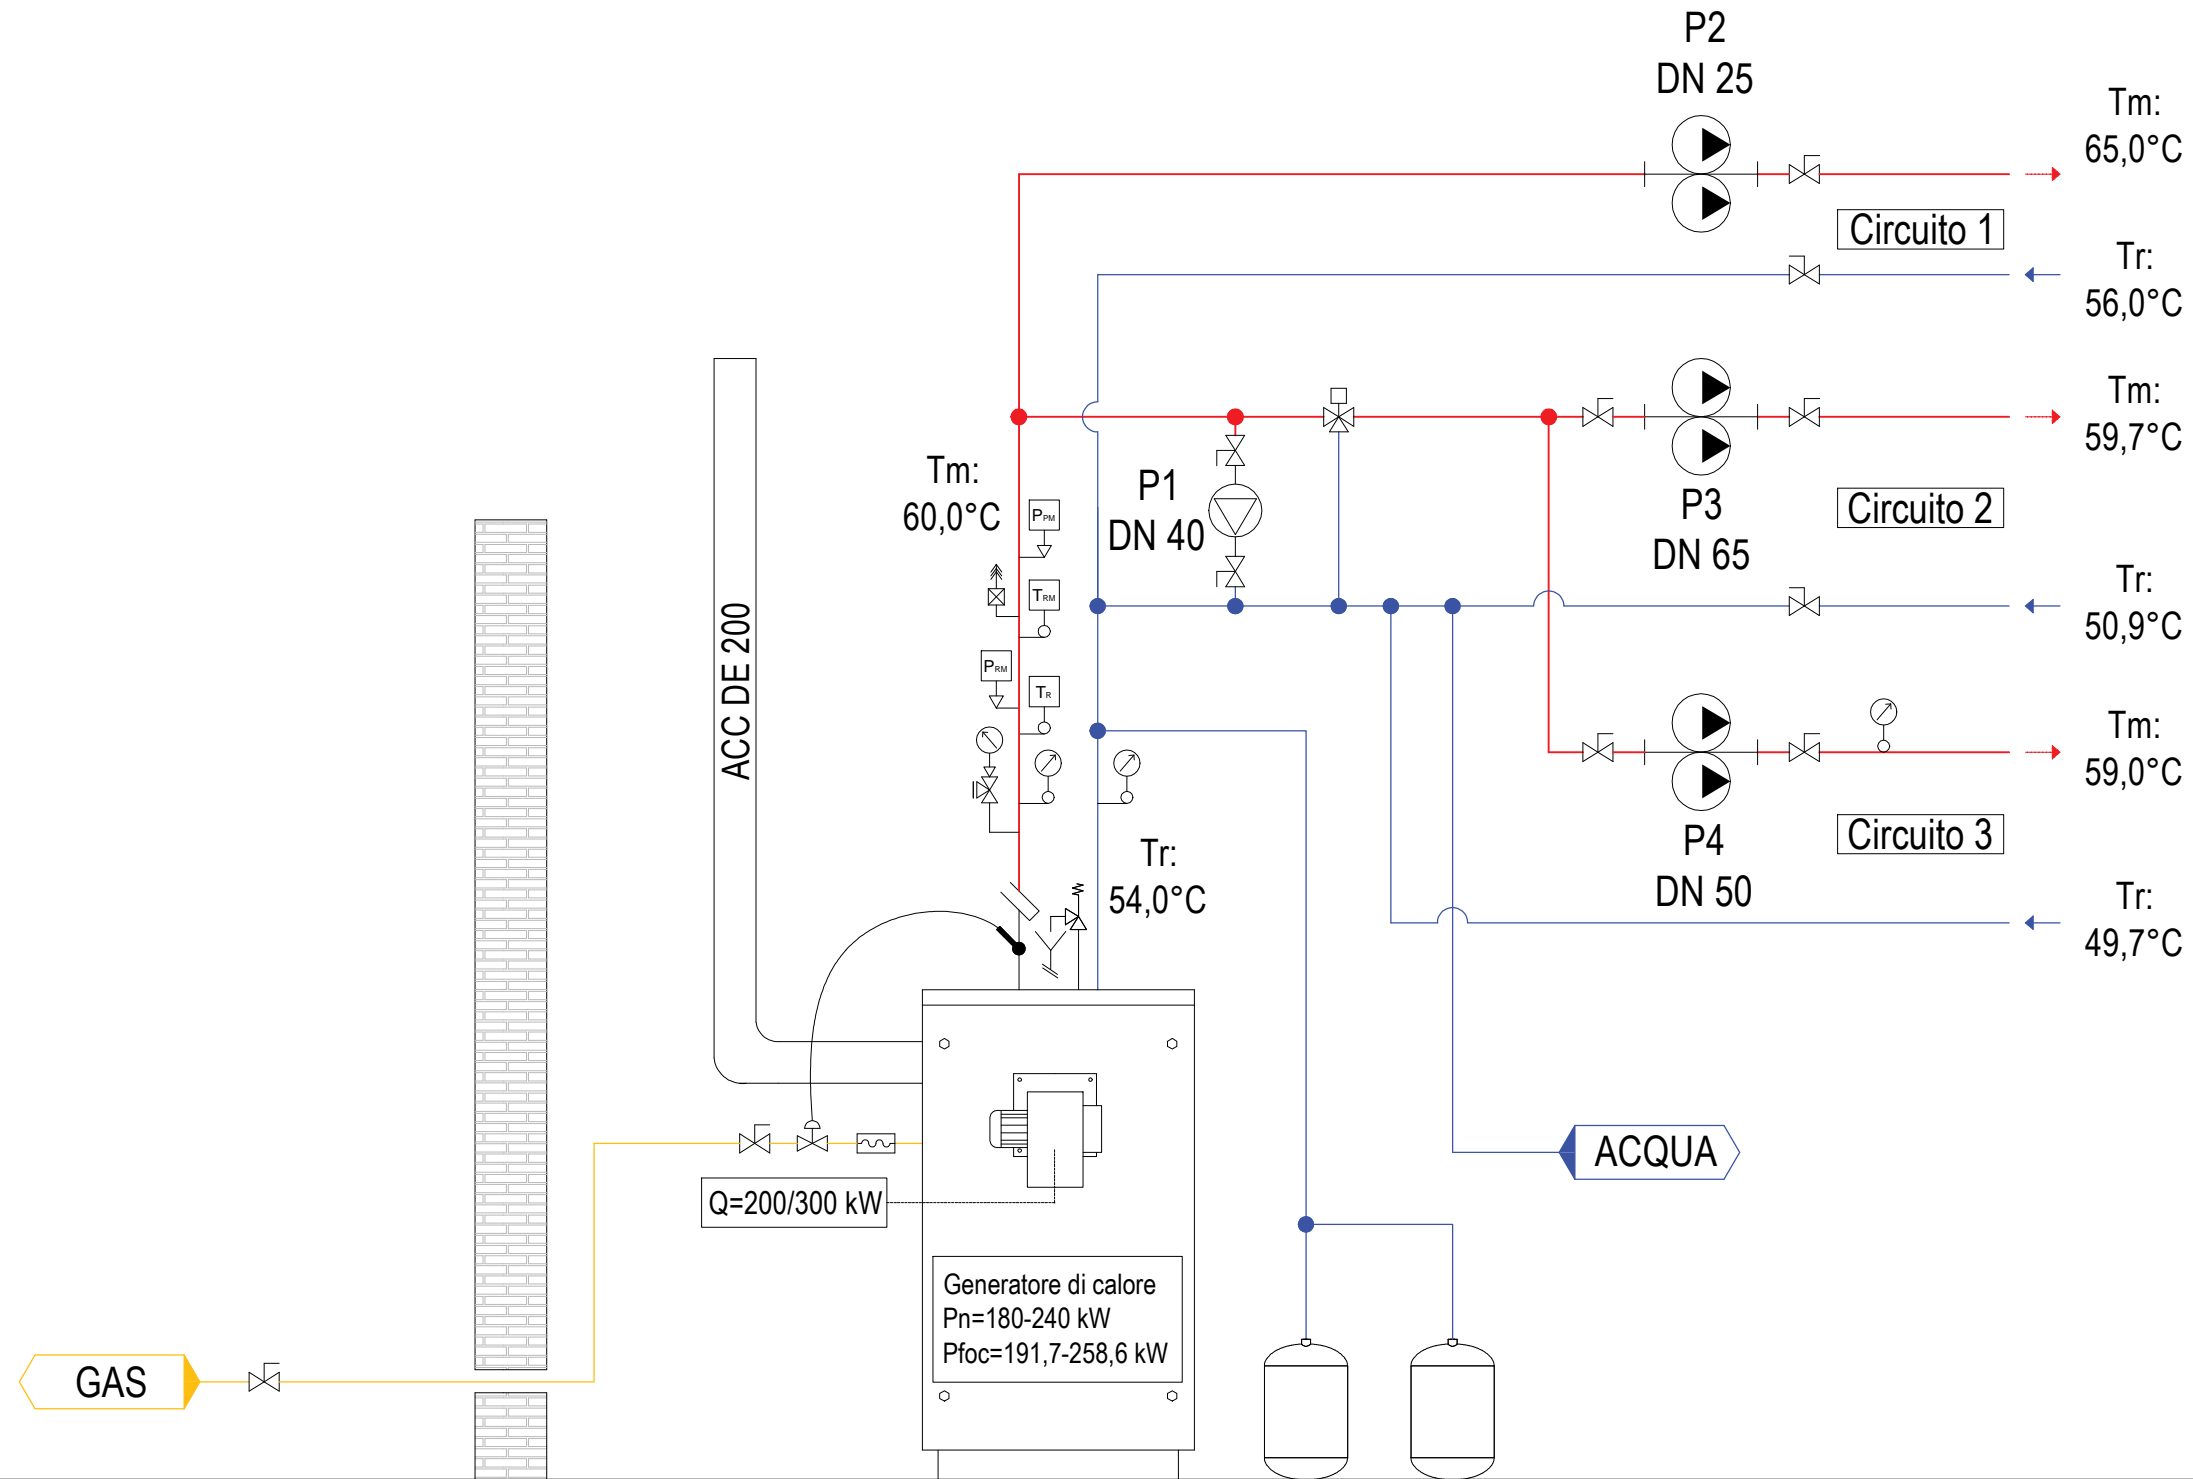 P2
DN 25
Tm:
65,0°C
Circuito 1
Tr:
56,0°C
Tm:
59,7°C
Tm:
60,0°C
P1
DN 40
PPM
P3
DN 65
Circuito 2
TRM
Tr:
50,9°C
ACC DE 200
PRM
TR
Tm:
59,0°C
P4
DN 50
Circuito 3
Tr:
54,0°C
Tr:
49,7°C
ACQUA
Q=200/300 kW
Generatore di calore
Pn=180-240 kW
Pfoc=191,7-258,6 kW
GAS